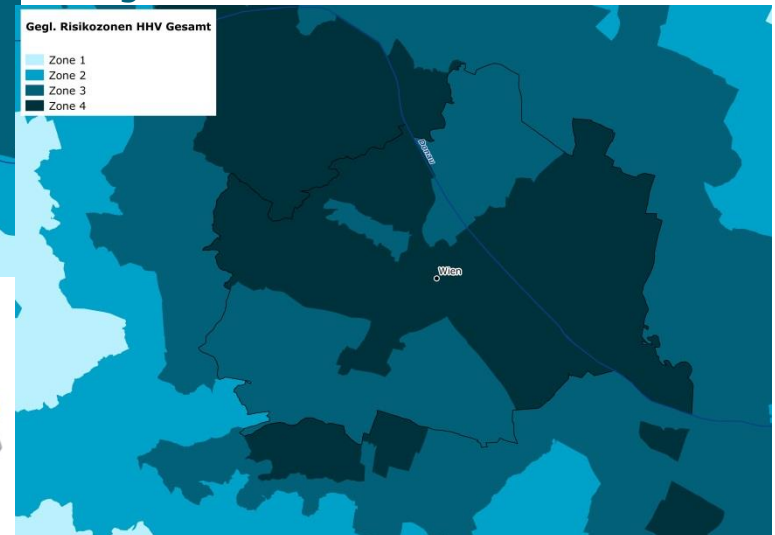 Gegl. Risikozonen HHV Gesamt
Zone 1
Zone 2
Zone 3
Zone 4
Donau
Wien